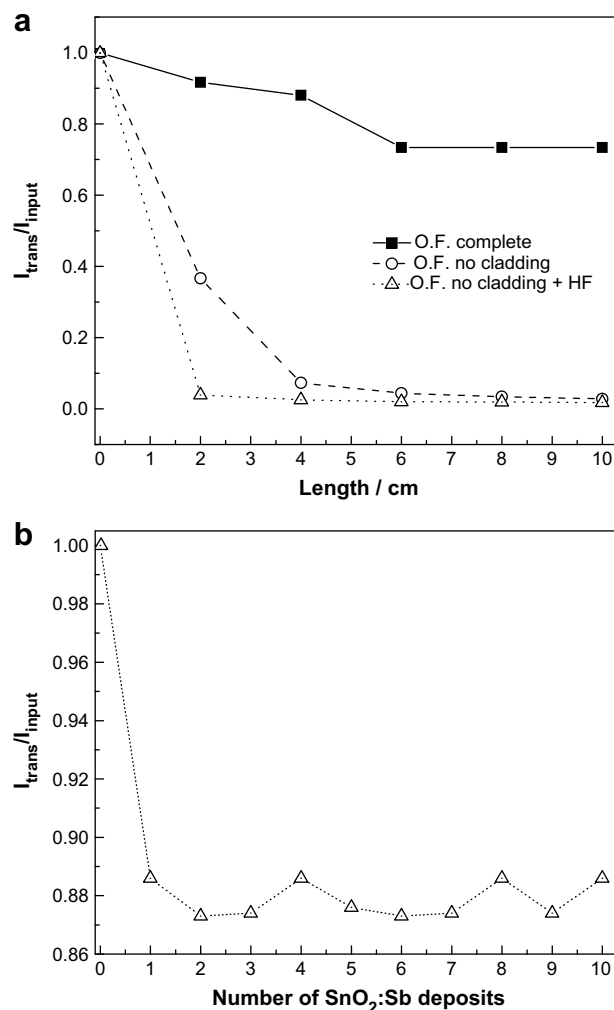 a
1.0
0.8
0.6
0.4
0.2
0.0
I_trans/I_input
O.F. complete
O.F. no cladding
O.F. no cladding + HF
0 1 2 3 4 5 6 7 8 9 10
Length / cm
b
1.00
0.98
0.96
0.94
0.92
0.90
0.88
0.86
I_trans/I_input
0 1 2 3 4 5 6 7 8 9 10
Number of SnO₂:Sb deposits